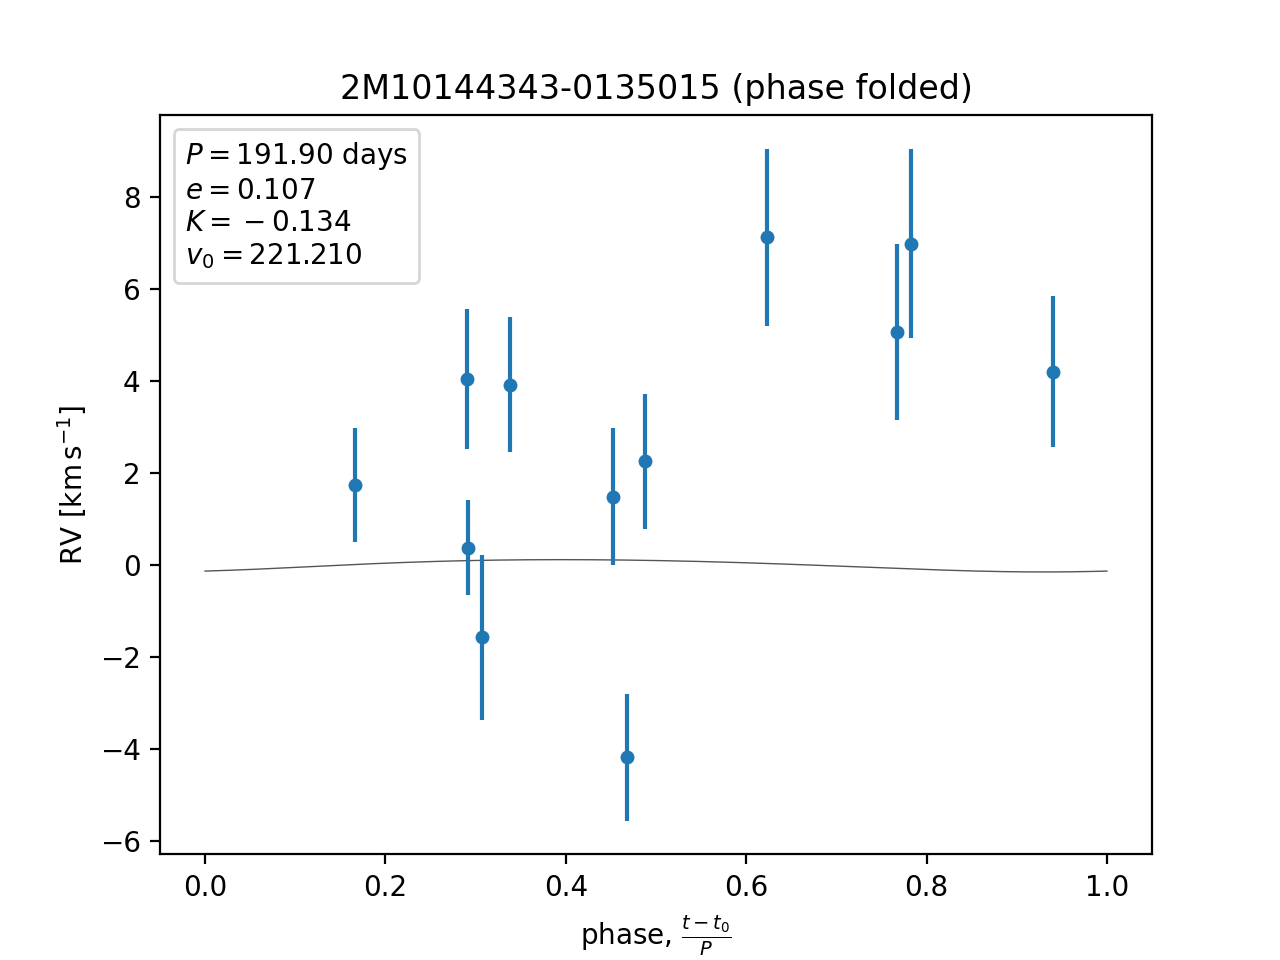 2M10144343-0135015 (phase folded)
P = 191.90 days
e = 0.107
K = −0.134
v₀ = 221.210
8
6
4
2
0
−2
−4
−6
RV [km s⁻¹]
0.0 0.2 0.4 0.6 0.8 1.0
phase, (t − t₀)/P